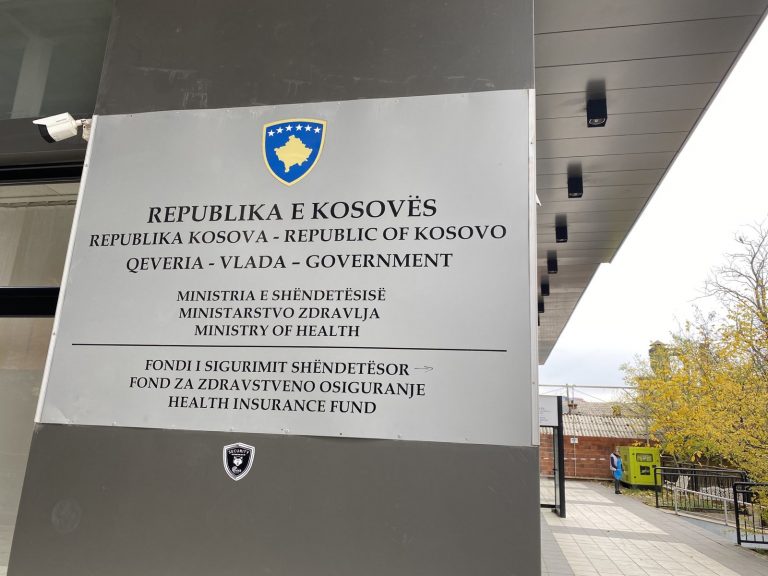 REPUBLIKA E KOSOVËS
REPUBLIKA KOSOVA - REPUBLIC OF KOSOVO
QEVERIA - VLADA – GOVERNMENT
MINISTRIA E SHËNDETËSISË
MINISTARSTVO ZDRAVLJA
MINISTRY OF HEALTH
FONDI I SIGURIMIT SHËNDETËSOR →
FOND ZA ZDRAVSTVENO OSIGURANJE
HEALTH INSURANCE FUND
SECURITY